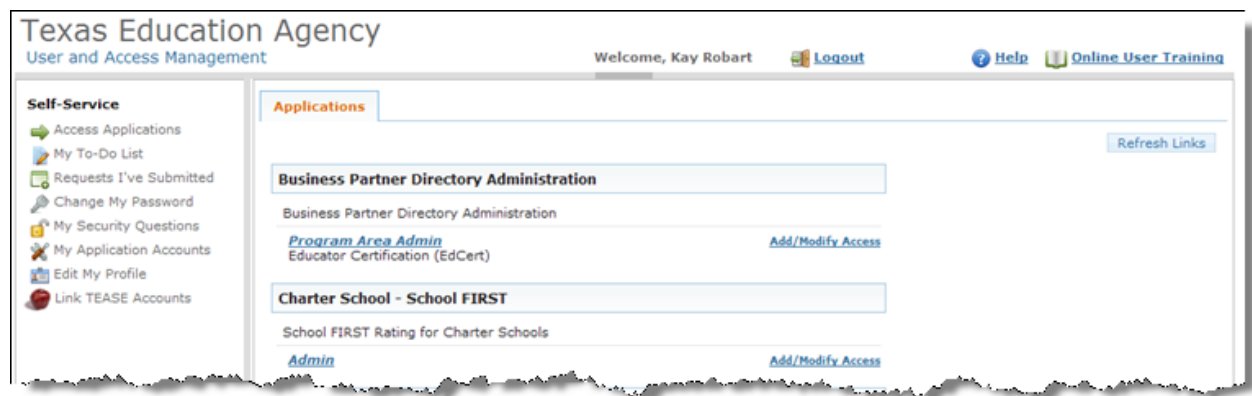 Texas Education Agency
User and Access Management
Welcome, Kay Robart
Logout
Help
Online User Training
Self-Service
Access Applications
My To-Do List
Requests I've Submitted
Change My Password
My Security Questions
My Application Accounts
Edit My Profile
Link TEASE Accounts
Applications
Refresh Links
Business Partner Directory Administration
Business Partner Directory Administration
Program Area Admin
Add/Modify Access
Educator Certification (EdCert)
Charter School - School FIRST
School FIRST Rating for Charter Schools
Admin
Add/Modify Access